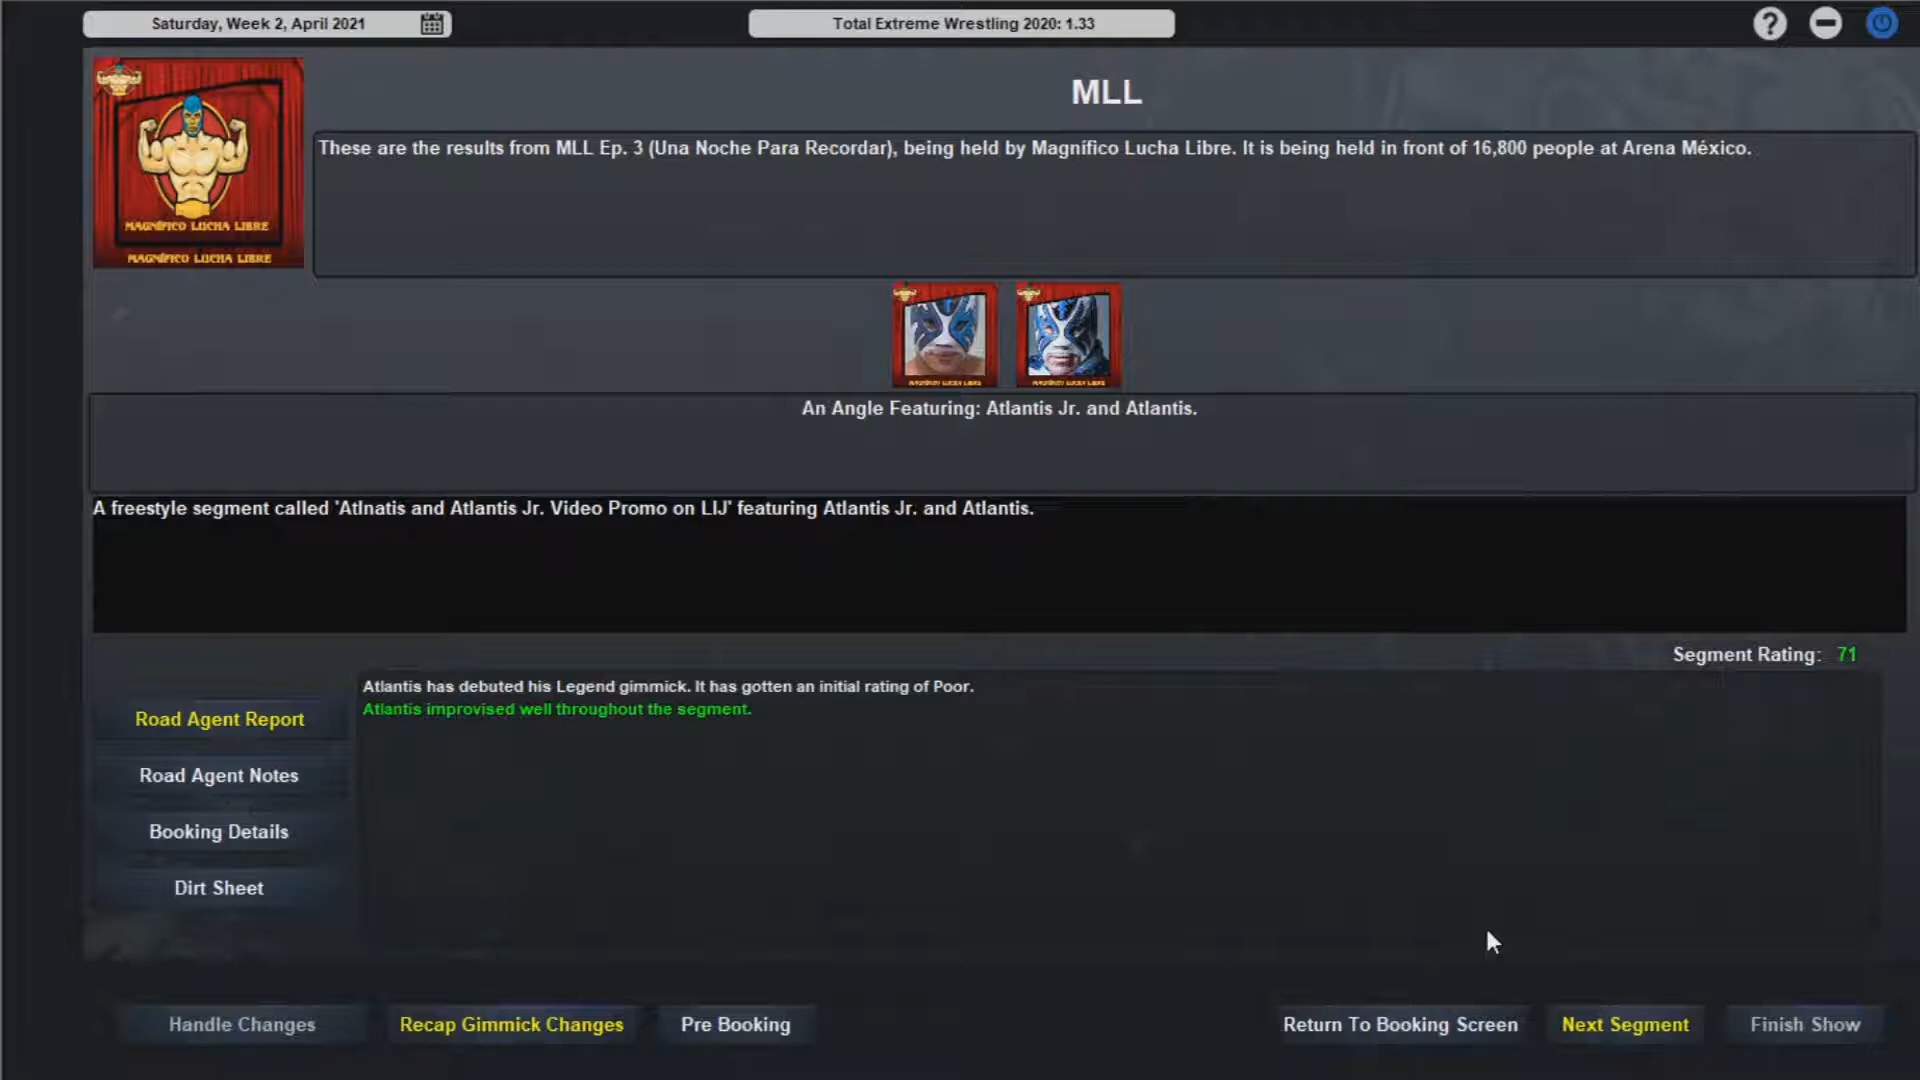 Saturday, Week 2, April 2021
Total Extreme Wrestling 2020: 1.33
?
MLL
MAGNÍFICO LUCHA LIBRE
MAGNÍFICO LUCHA LIBRE
These are the results from MLL Ep. 3 (Una Noche Para Recordar), being held by Magnífico Lucha Libre. It is being held in front of 16,800 people at Arena México.
MAGNÍFICO LUCHA LIBRE
MAGNÍFICO LUCHA LIBRE
An Angle Featuring: Atlantis Jr. and Atlantis.
A freestyle segment called 'Atlnatis and Atlantis Jr. Video Promo on LIJ' featuring Atlantis Jr. and Atlantis.
Segment Rating: 71
Road Agent Report
Road Agent Notes
Booking Details
Dirt Sheet
Atlantis has debuted his Legend gimmick. It has gotten an initial rating of Poor.
Atlantis improvised well throughout the segment.
Handle Changes
Recap Gimmick Changes
Pre Booking
Return To Booking Screen
Next Segment
Finish Show